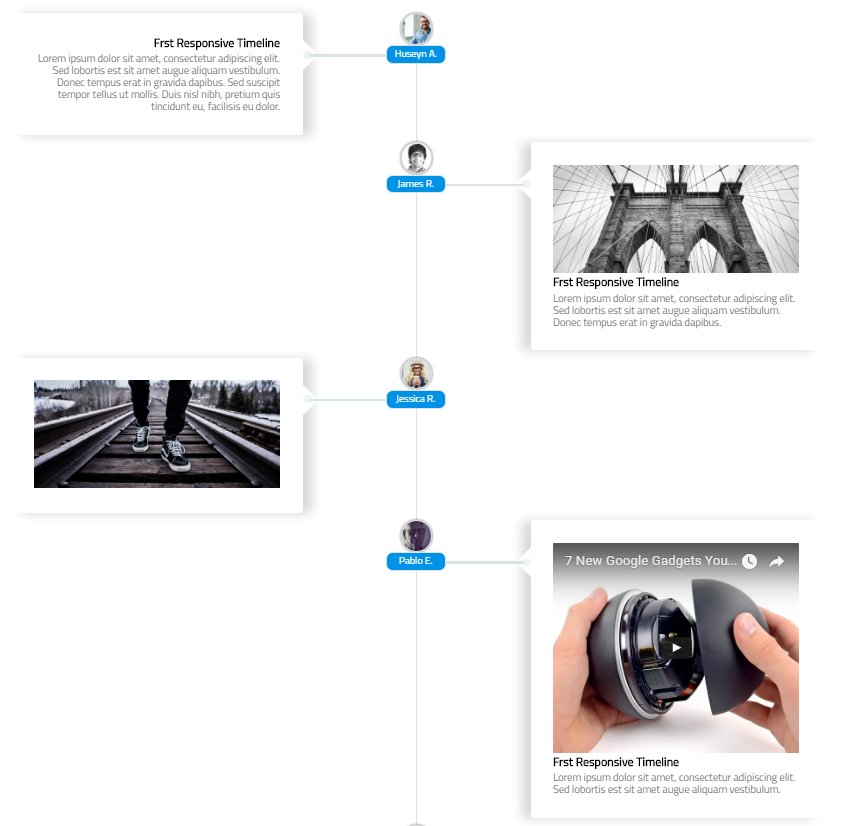 Frst Responsive Timeline
Lorem ipsum dolor sit amet, consectetur adipiscing elit.
Sed lobortis est sit amet augue aliquam vestibulum.
Donec tempus erat in gravida dapibus. Sed suscipit
tempor tellus ut mollis. Duis nisl nibh, pretium quis
tincidunt eu, facilisis eu dolor.
Huseyn A.
James R.
Frst Responsive Timeline
Lorem ipsum dolor sit amet, consectetur adipiscing elit.
Sed lobortis est sit amet augue aliquam vestibulum.
Donec tempus erat in gravida dapibus.
Jessica R.
Pablo E.
7 New Google Gadgets You...
Frst Responsive Timeline
Lorem ipsum dolor sit amet, consectetur adipiscing elit.
Sed lobortis est sit amet augue aliquam vestibulum.